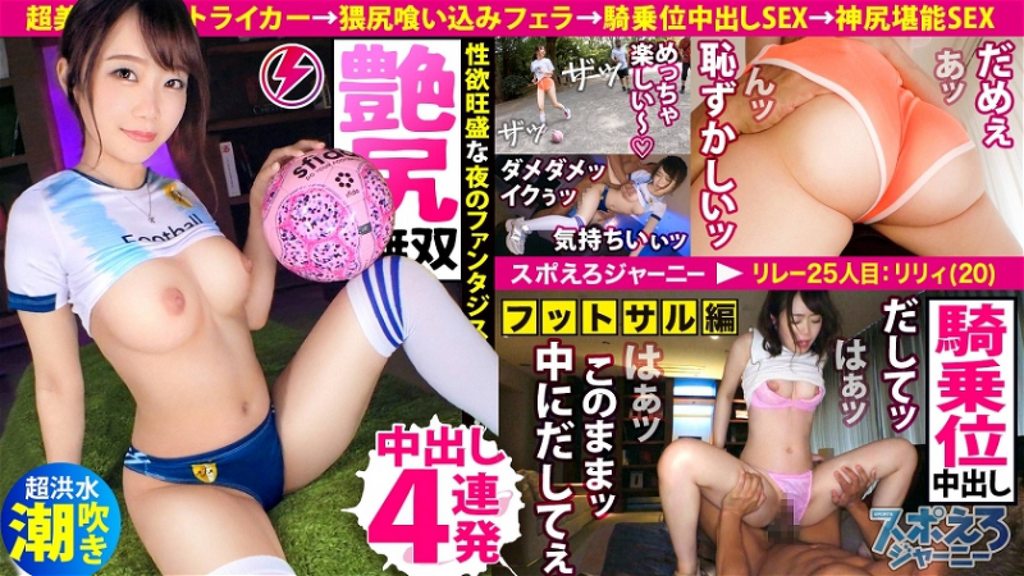 超美
トライカー→猥尻喰い込みフェラ→騎乗位中出しSEX→神尻堪能SEX
艶尻
無双
性欲旺盛な夜のファンタジス
sfida
Football
超洪水
潮吹き
中出し
4連発
ザッ
ザッ
めっちゃ
楽しい～♡
ダメダメッ
イクぅッ
気持ちいぃッ
だめぇ
あッ
恥ずかしいッ
んッ
スポえろジャーニー ▶ リレー25人目：リリィ(20)
フットサル編
騎乗位
中出し
だしてッ
はぁッ
はぁッ
このままッ
中にだしてぇ
スポえろ
ジャーニー